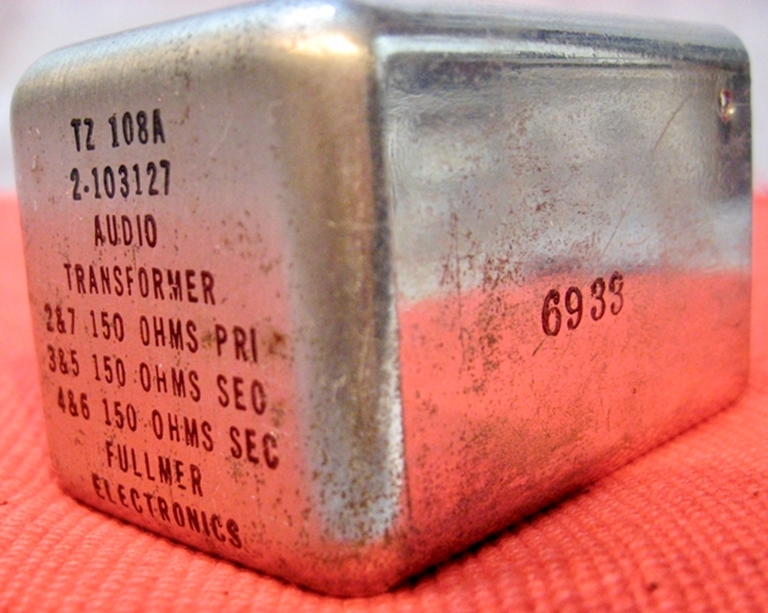 TZ 108A
2-103127
AUDIO
TRANSFORMER
2&7 150 OHMS PRI
3&5 150 OHMS SEC
4&6 150 OHMS SEC
FULLMER
ELECTRONICS
6933